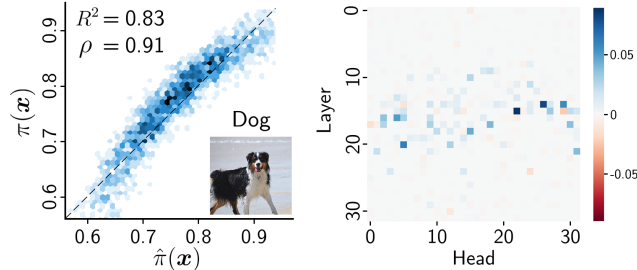 R² = 0.83
ρ = 0.91
0.9
0.8
0.7
0.6
π(x)
Dog
0.6 0.7 0.8 0.9
π̂(x)
0
10
20
30
Layer
0 10 20 30
Head
0.05
0
-0.05